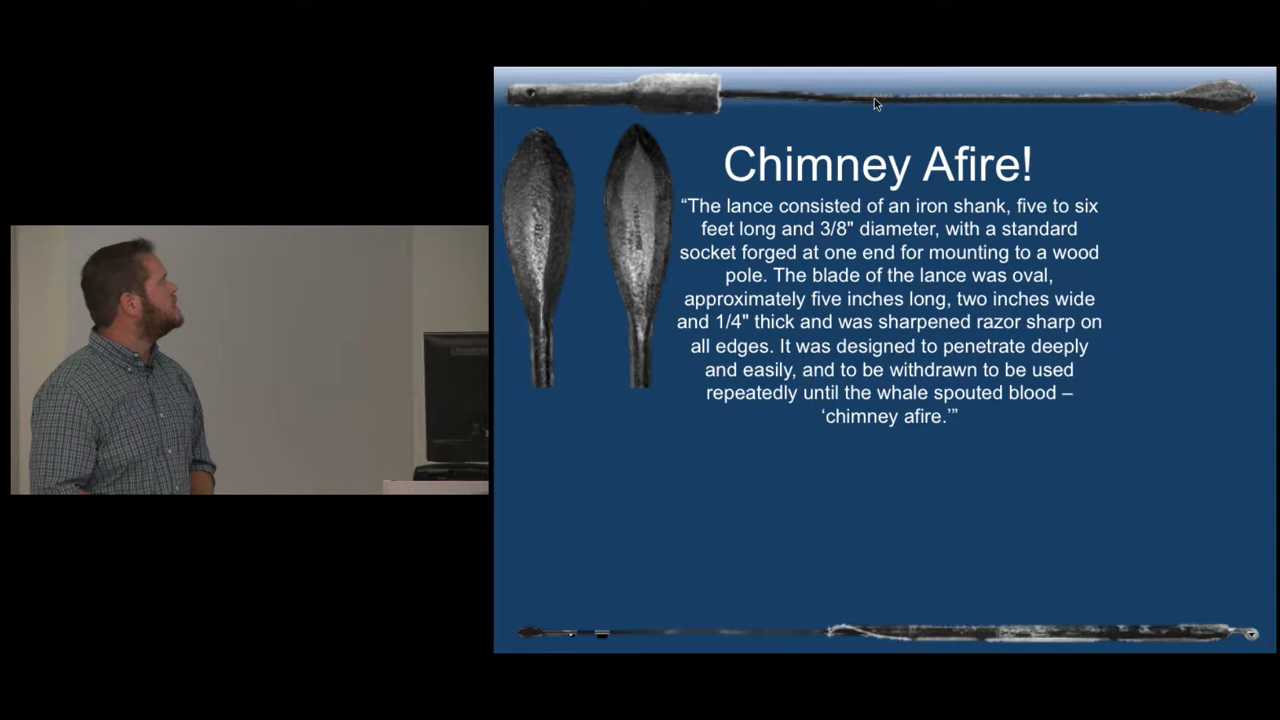 Chimney Afire!
“The lance consisted of an iron shank, five to six
feet long and 3/8" diameter, with a standard
socket forged at one end for mounting to a wood
pole. The blade of the lance was oval,
approximately five inches long, two inches wide
and 1/4" thick and was sharpened razor sharp on
all edges. It was designed to penetrate deeply
and easily, and to be withdrawn to be used
repeatedly until the whale spouted blood –
‘chimney afire.’”